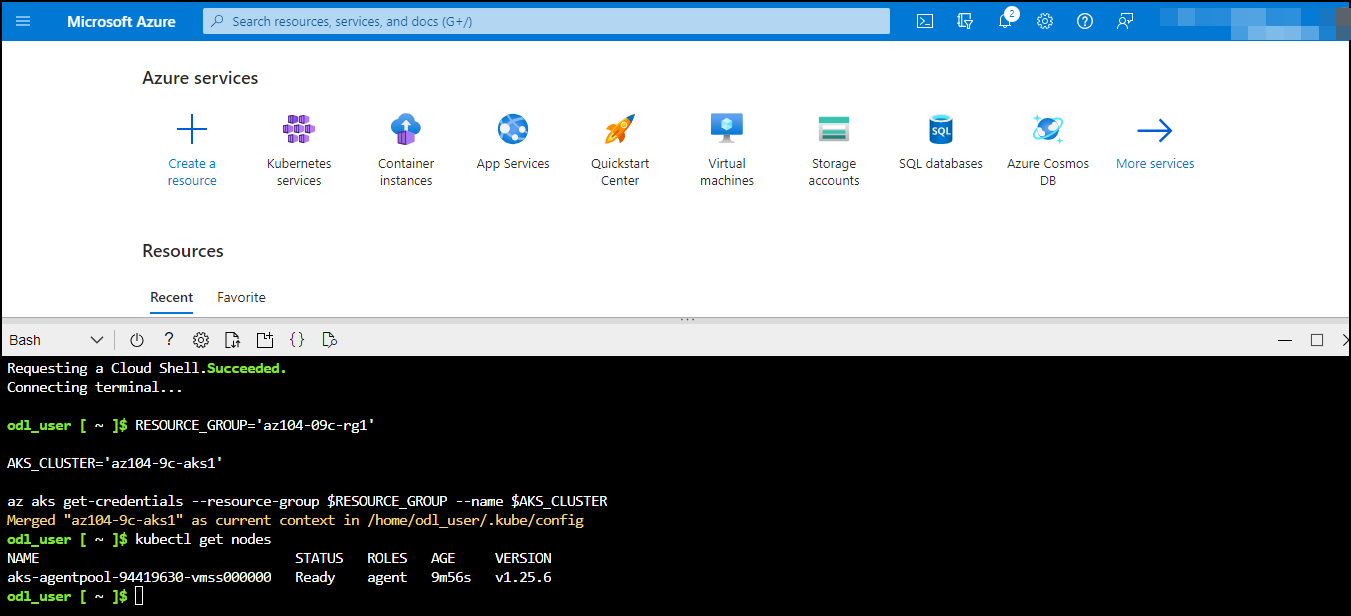 Microsoft Azure
Search resources, services, and docs (G+/)
2
Azure services
Create a resource
Kubernetes services
Container instances
App Services
Quickstart Center
Virtual machines
Storage accounts
SQL
SQL databases
Azure Cosmos DB
More services
Resources
Recent Favorite
Bash
Requesting a Cloud Shell.Succeeded.
Connecting terminal...
odl_user [ ~ ]$ RESOURCE_GROUP='az104-09c-rg1'
AKS_CLUSTER='az104-9c-aks1'
az aks get-credentials --resource-group $RESOURCE_GROUP --name $AKS_CLUSTER
Merged "az104-9c-aks1" as current context in /home/odl_user/.kube/config
odl_user [ ~ ]$ kubectl get nodes
NAME STATUS ROLES AGE VERSION
aks-agentpool-94419630-vmss000000 Ready agent 9m56s v1.25.6
odl_user [ ~ ]$